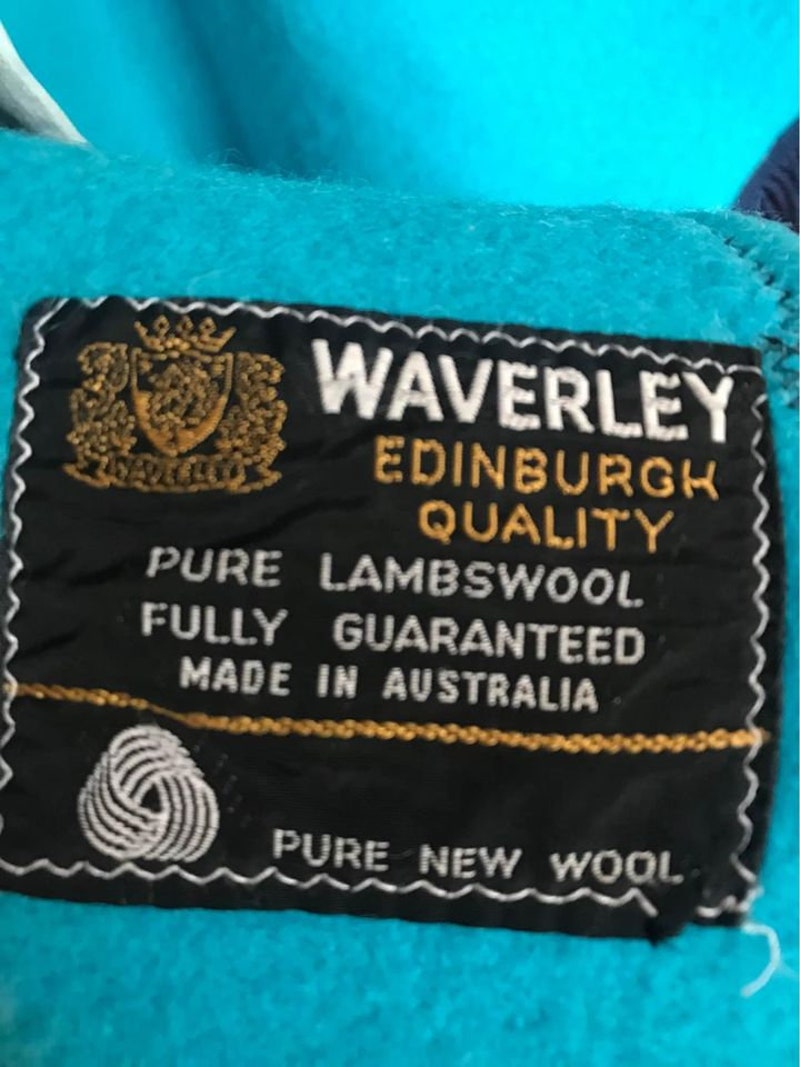 WAVERLEY
EDINBURGH
QUALITY
PURE LAMBSWOOL
FULLY GUARANTEED
MADE IN AUSTRALIA
PURE NEW WOOL